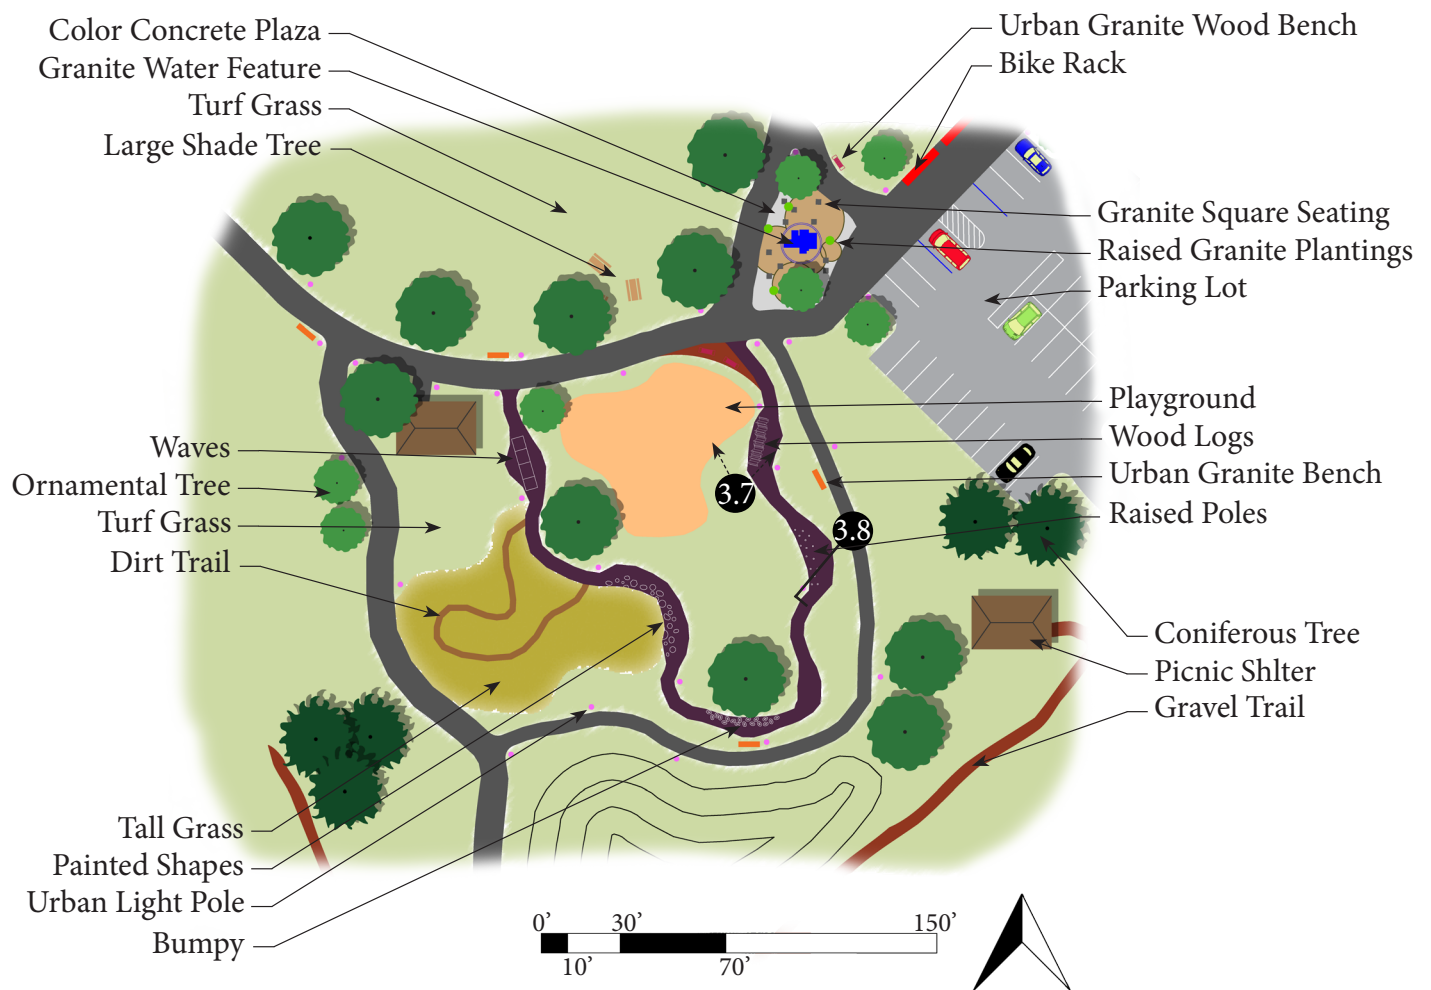 Color Concrete Plaza
Granite Water Feature
Turf Grass
Large Shade Tree
Urban Granite Wood Bench
Bike Rack
Granite Square Seating
Raised Granite Plantings
Parking Lot
Playground
Wood Logs
Urban Granite Bench
Raised Poles
Waves
Ornamental Tree
Turf Grass
Dirt Trail
3.7
3.8
Coniferous Tree
Picnic Shlter
Gravel Trail
Tall Grass
Painted Shapes
Urban Light Pole
Bumpy
0’ 30’ 150’
10’ 70’